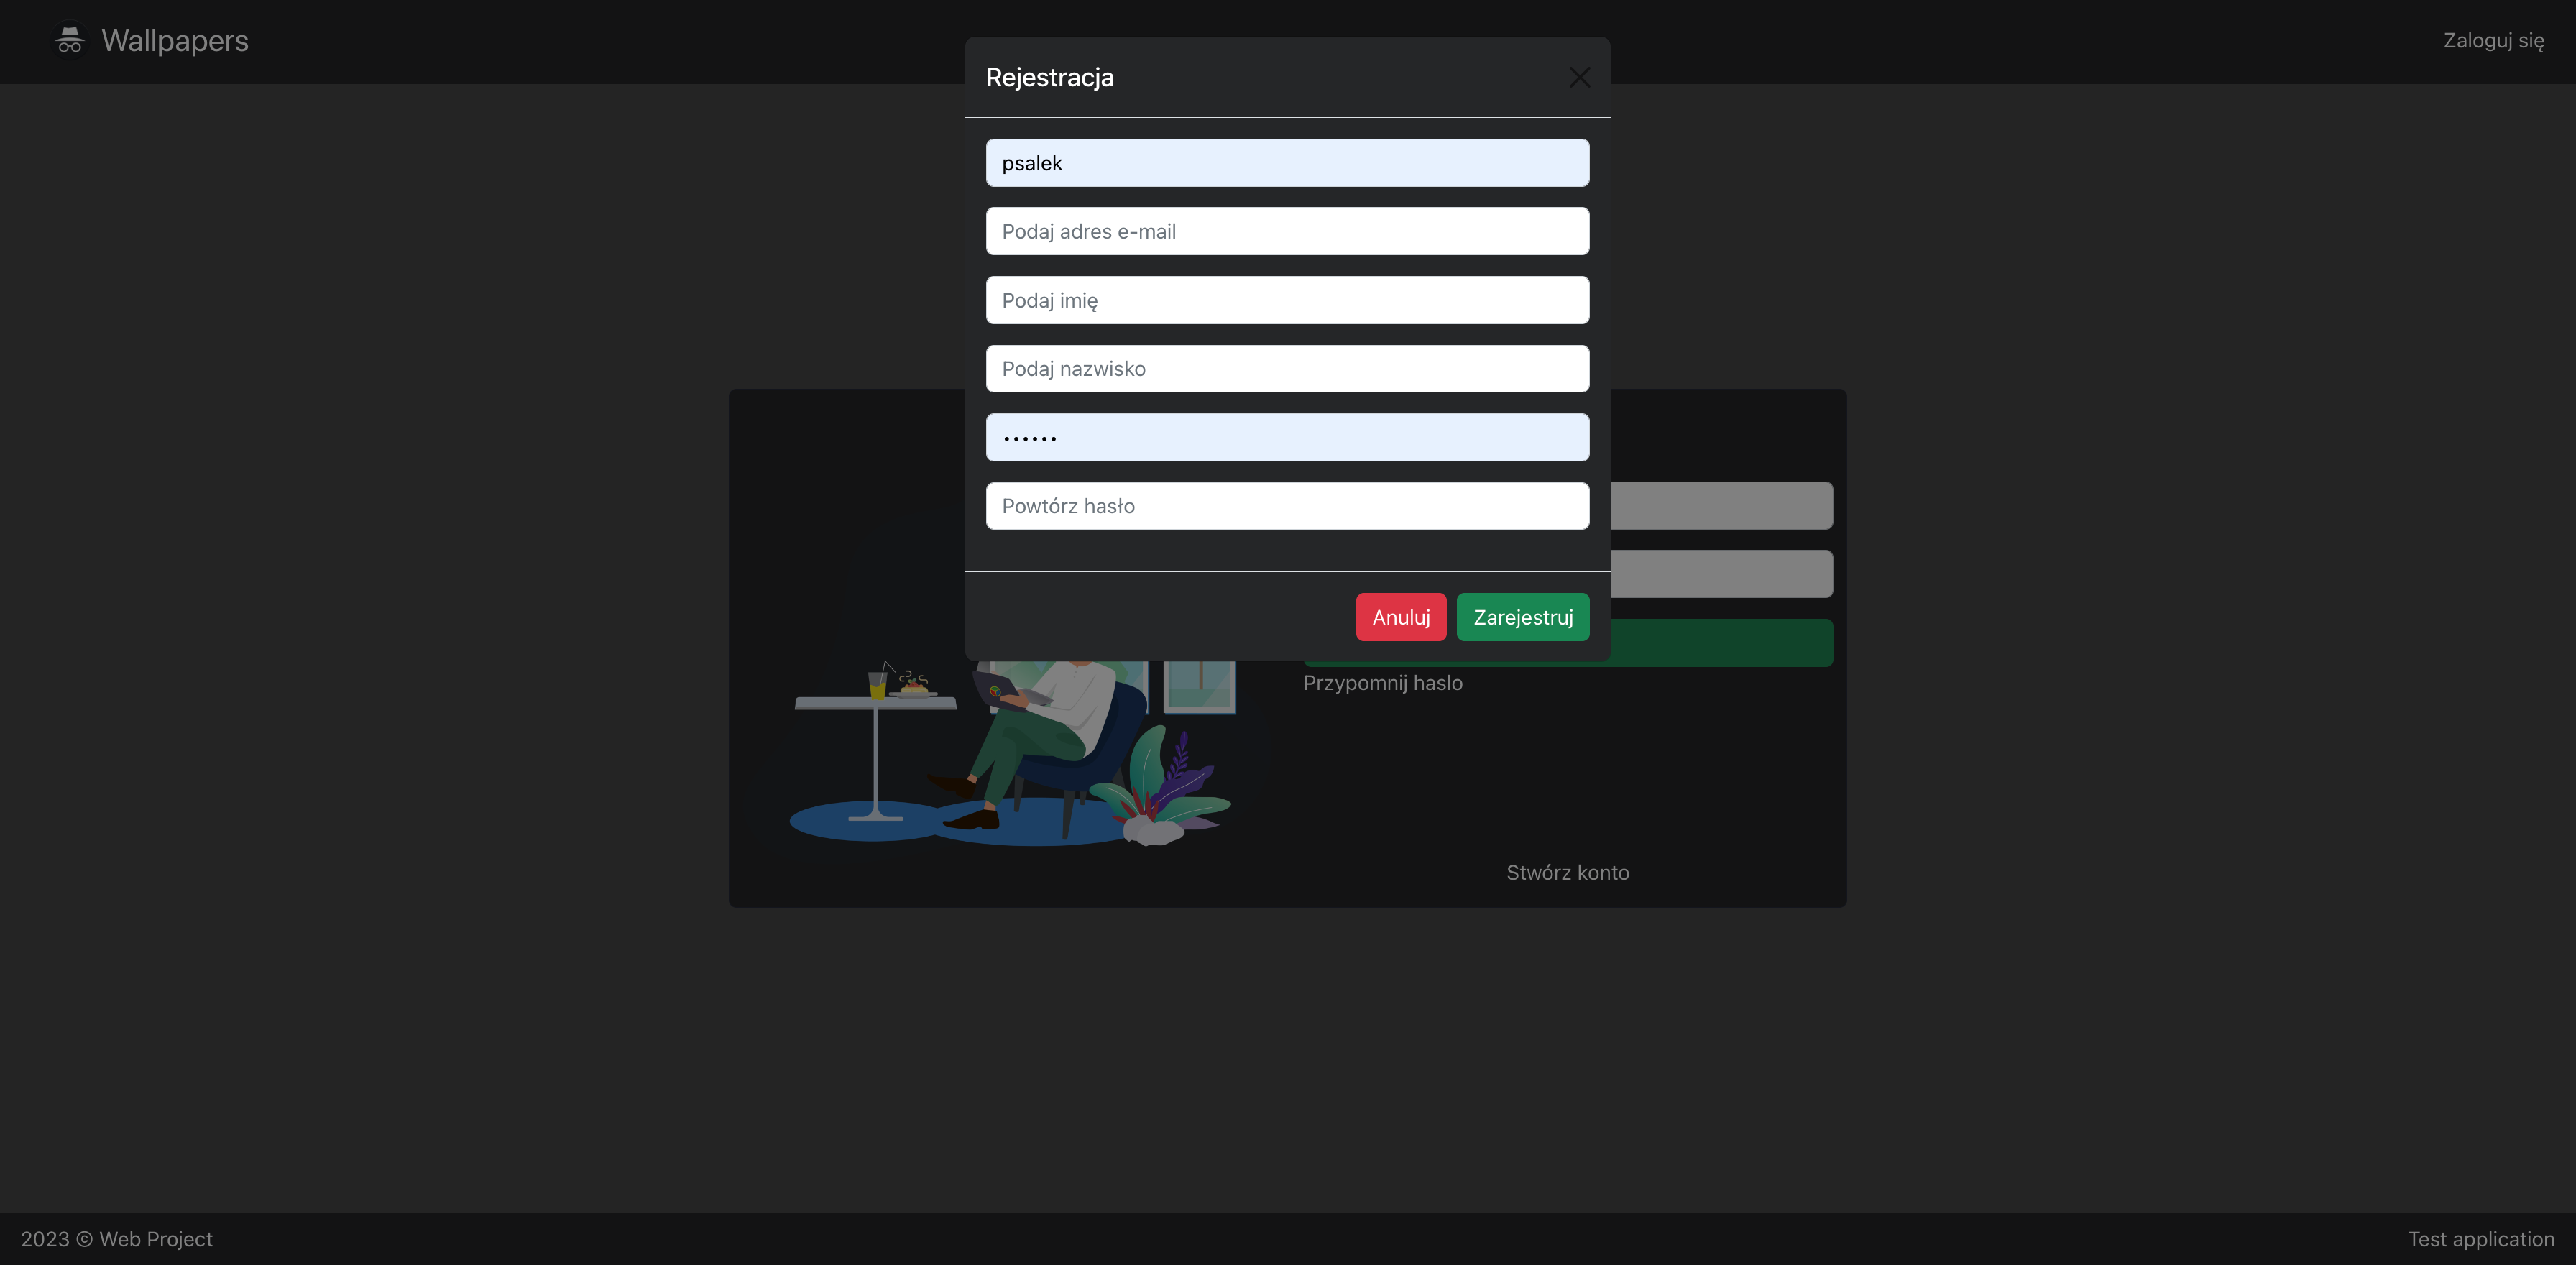 Wallpapers
Zaloguj się
Rejestracja
psalek
Podaj adres e-mail
Podaj imię
Podaj nazwisko
••••••
Powtórz hasło
Anuluj
Zarejestruj
Przypomnij haslo
Stwórz konto
2023 © Web Project
Test application